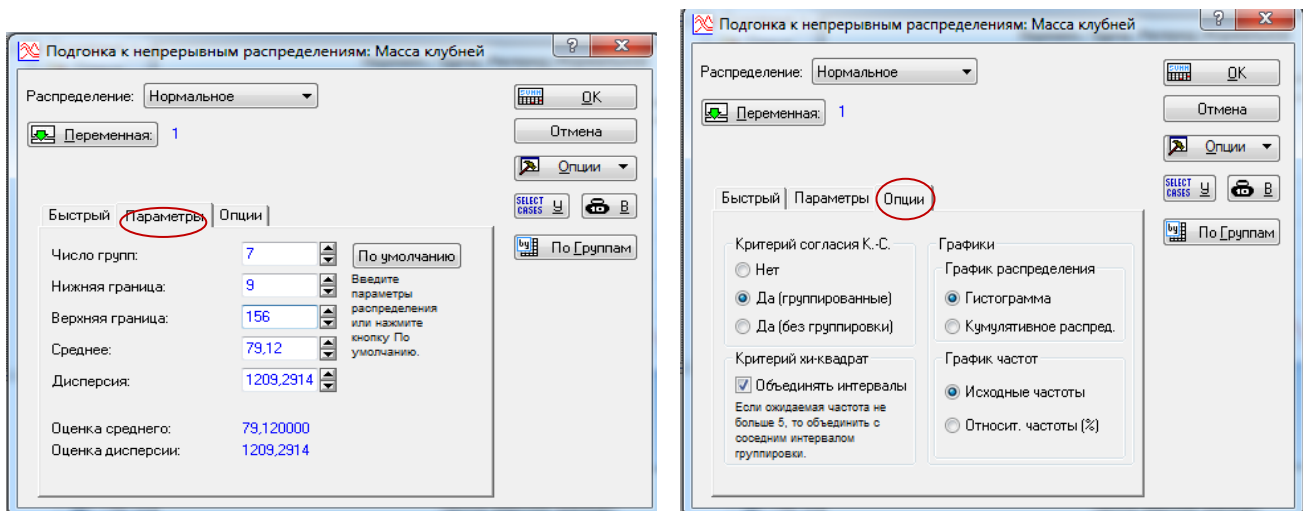 Подгонка к непрерывным распределениям: Масса клубней
Распределение: Нормальное
Переменная: 1
OK
Отмена
Опции
SELECT CASES У
В
По Группам
Быстрый Параметры Опции
Число групп: 7
По умолчанию
Нижняя граница: 9
Верхняя граница: 156
Среднее: 79,12
Дисперсия: 1209,2914
Введите
параметры
распределения
или нажмите
кнопку По
умолчанию.
Оценка среднего: 79,120000
Оценка дисперсии: 1209,2914
Подгонка к непрерывным распределениям: Масса клубней
Распределение: Нормальное
Переменная: 1
OK
Отмена
Опции
SELECT CASES У
В
По Группам
Быстрый Параметры Опции
Критерий согласия К.-С.
Нет
Да (группированные)
Да (без группировки)
Критерий хи-квадрат
Объединять интервалы
Если ожидаемая частота не
больше 5, то объединить с
соседним интервалом
группировки.
Графики
График распределения
Гистограмма
Кумулятивное распред.
График частот
Исходные частоты
Относит. частоты (%)